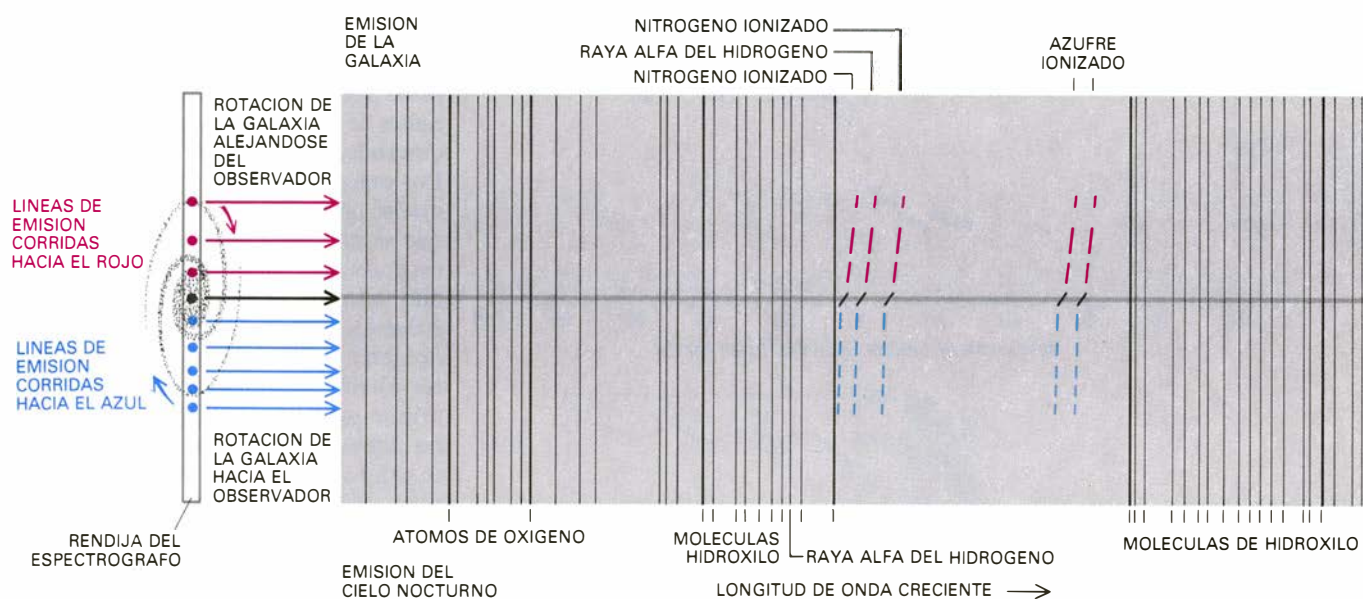 EMISION
DE LA
GALAXIA
NITROGENO IONIZADO
RAYA ALFA DEL HIDROGENO
NITROGENO IONIZADO
AZUFRE
IONIZADO
ROTACION DE
LA GALAXIA
ALEJANDOSE
DEL
OBSERVADOR
LINEAS DE
EMISION
CORRIDAS
HACIA EL ROJO
LINEAS DE
EMISION
CORRIDAS
HACIA EL AZUL
ROTACION DE
LA GALAXIA
HACIA EL
OBSERVADOR
RENDIJA DEL
ESPECTROGRAFO
ATOMOS DE OXIGENO
MOLECULAS
HIDROXILO
RAYA ALFA DEL HIDROGENO
MOLECULAS DE HIDROXILO
EMISION DEL
CIELO NOCTURNO
LONGITUD DE ONDA CRECIENTE